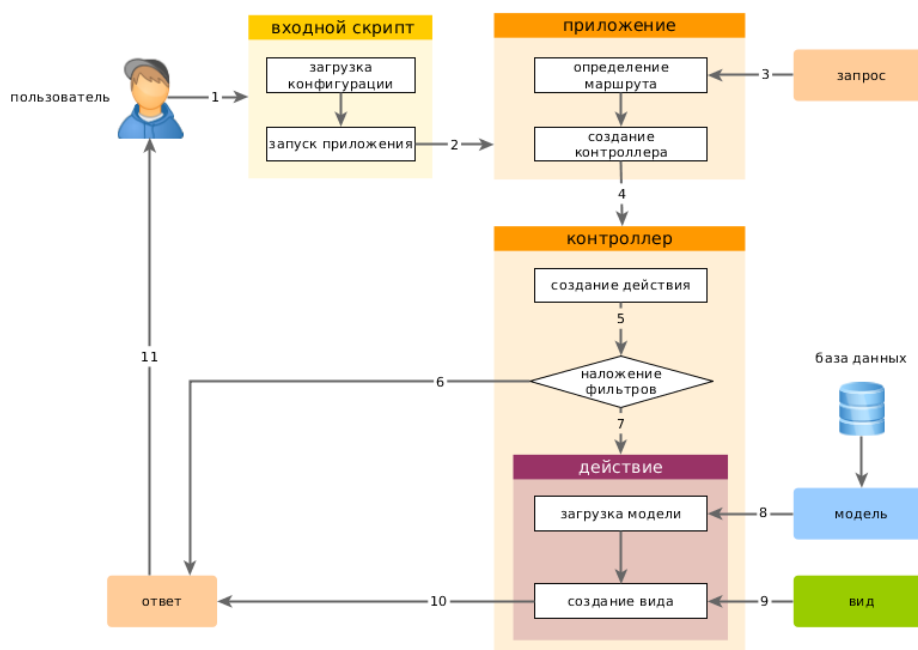 входной скрипт
приложение
загрузка
конфигурации
определение
маршрута
3
запрос
пользователь
1
запуск приложения
2
создание
контроллера
4
контроллер
создание действия
5
11
база данных
6
наложение
фильтров
7
действие
загрузка модели
8
модель
ответ
10
создание вида
9
вид